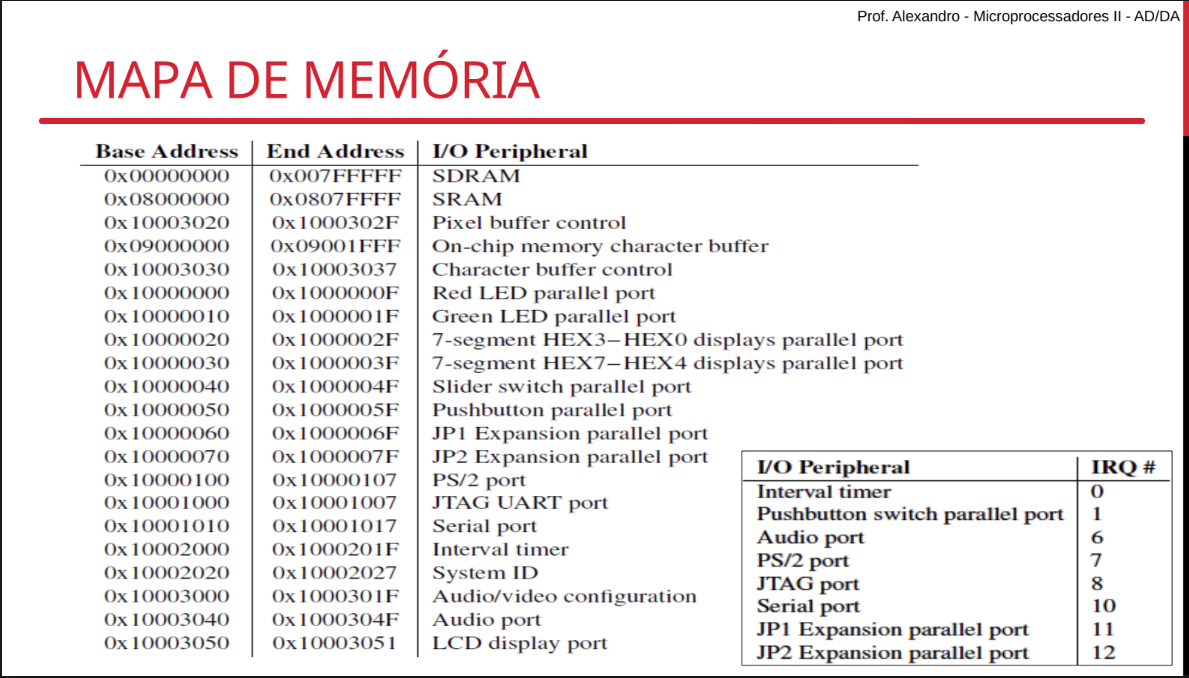 Prof. Alexandro - Microprocessadores II - AD/DA
MAPA DE MEMÓRIA
Base Address End Address I/O Peripheral
0x00000000 0x007FFFFF SDRAM
0x08000000 0x0807FFFF SRAM
0x10003020 0x1000302F Pixel buffer control
0x09000000 0x09001FFF On-chip memory character buffer
0x10003030 0x10003037 Character buffer control
0x10000000 0x1000000F Red LED parallel port
0x10000010 0x1000001F Green LED parallel port
0x10000020 0x1000002F 7-segment HEX3–HEX0 displays parallel port
0x10000030 0x1000003F 7-segment HEX7–HEX4 displays parallel port
0x10000040 0x1000004F Slider switch parallel port
0x10000050 0x1000005F Pushbutton parallel port
0x10000060 0x1000006F JP1 Expansion parallel port
0x10000070 0x1000007F JP2 Expansion parallel port
0x10000100 0x10000107 PS/2 port
0x10001000 0x10001007 JTAG UART port
0x10001010 0x10001017 Serial port
0x10002000 0x1000201F Interval timer
0x10002020 0x10002027 System ID
0x10003000 0x1000301F Audio/video configuration
0x10003040 0x1000304F Audio port
0x10003050 0x10003051 LCD display port
I/O Peripheral IRQ #
Interval timer 0
Pushbutton switch parallel port 1
Audio port 6
PS/2 port 7
JTAG port 8
Serial port 10
JP1 Expansion parallel port 11
JP2 Expansion parallel port 12